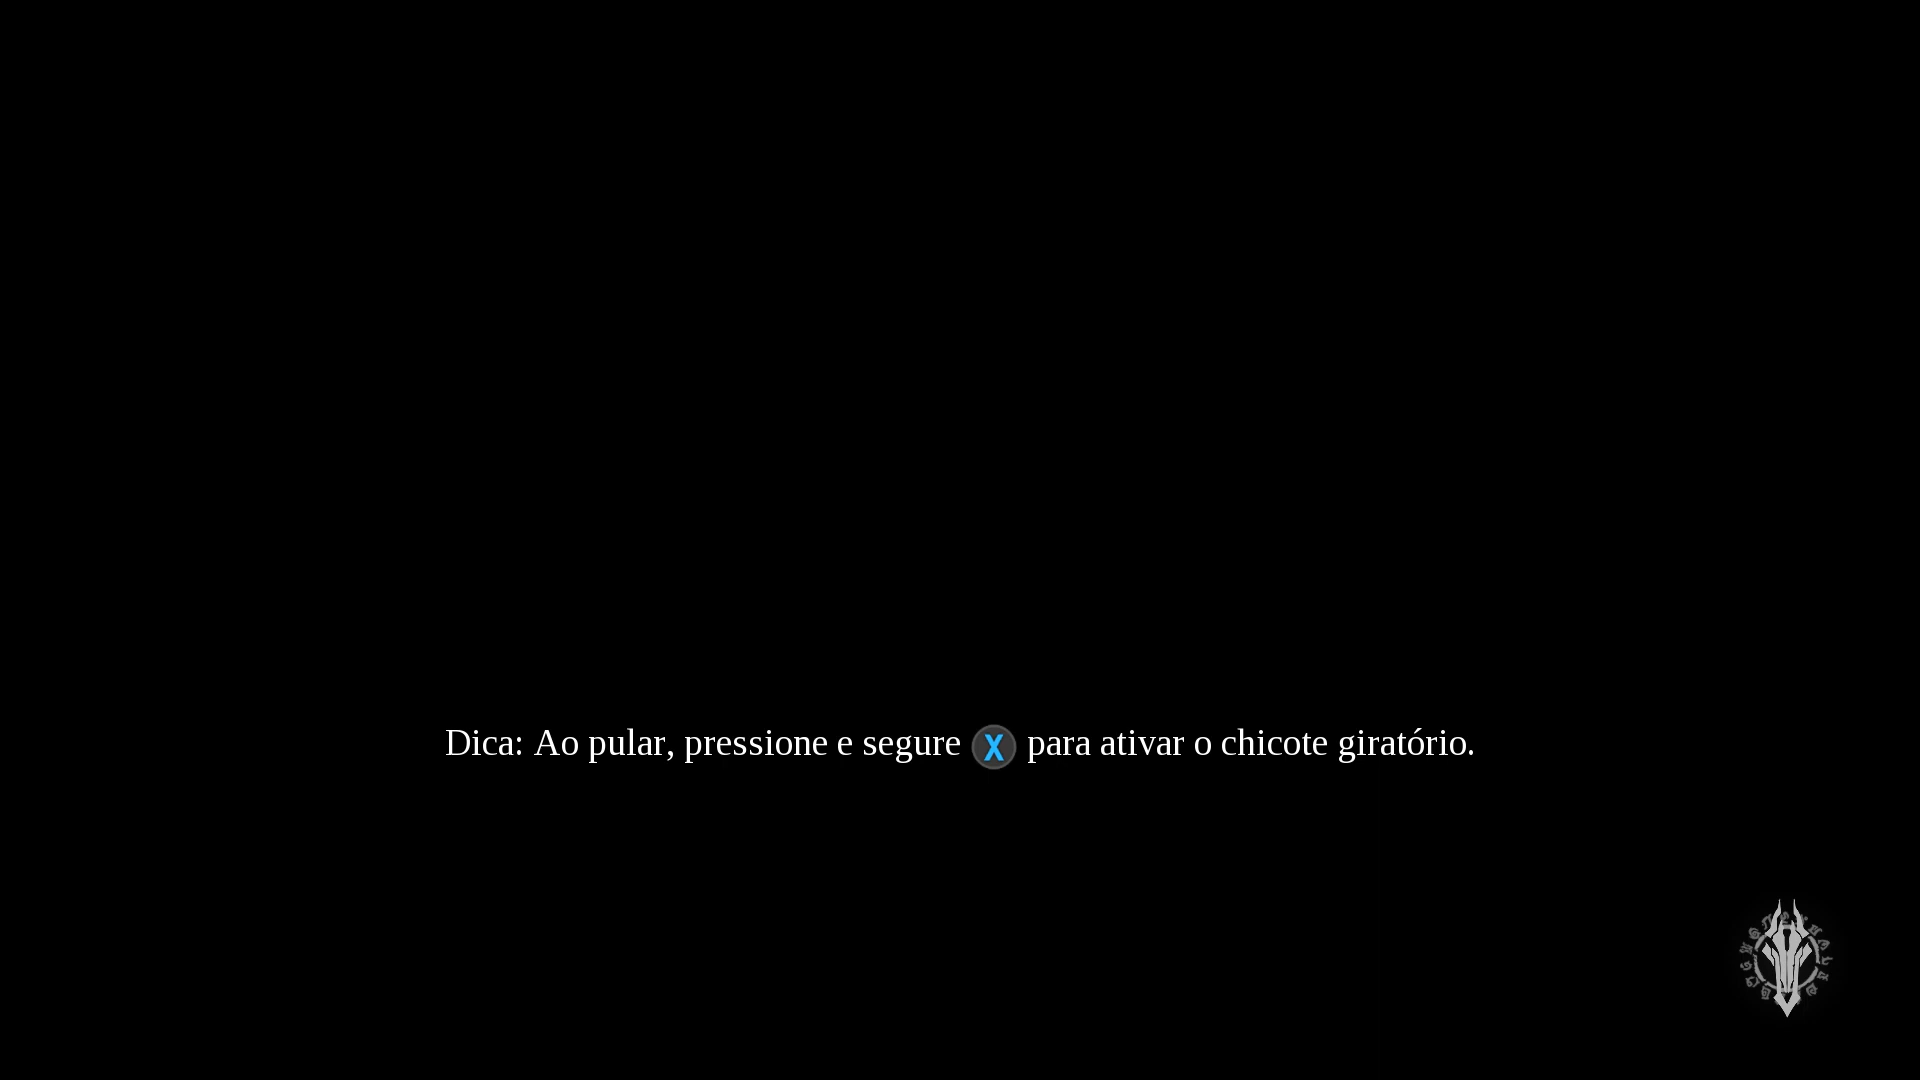 Dica: Ao pular, pressione e segure X para ativar o chicote giratório.